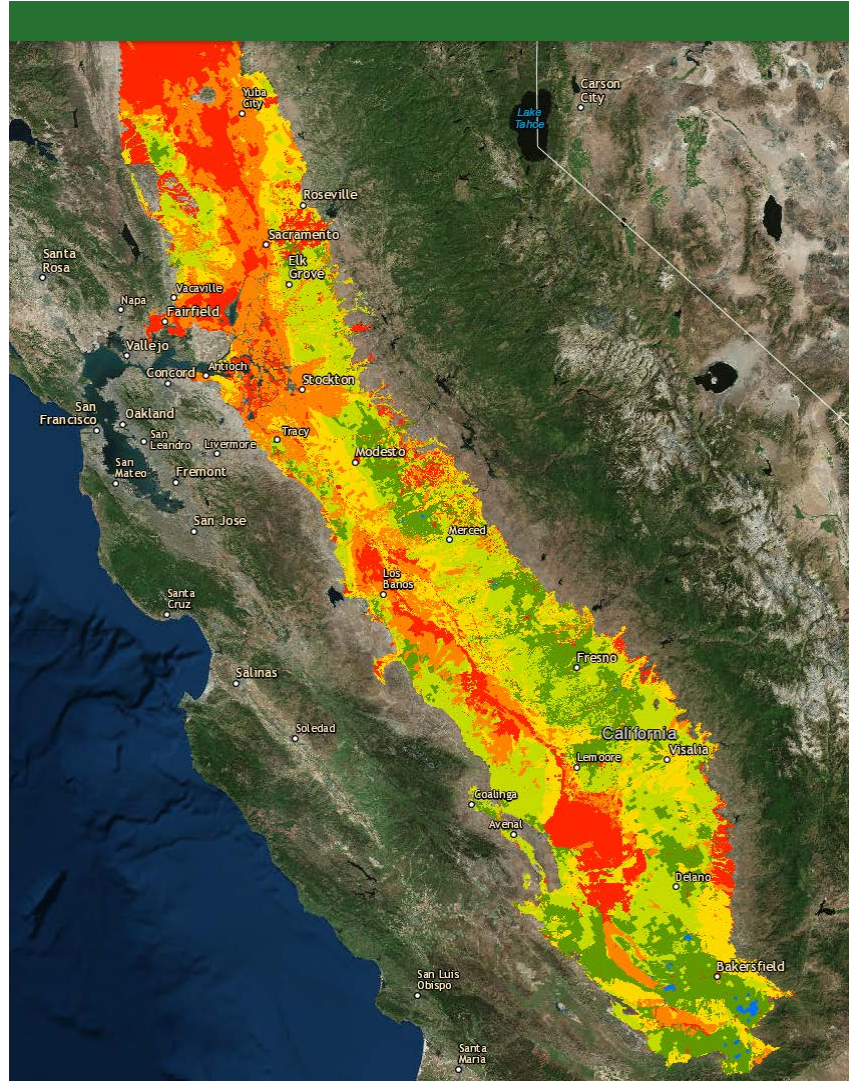 Yuba
City
Carson
City
Lake
Tahoe
Roseville
Sacramento
Santa
Rosa
Elk
Grove
Vacaville
Napa
Fairfield
Vallejo
Antioch
Concord
Stockton
San
Francisco
Oakland
San
Leandro
Livermore
Tracy
San
Mateo
Fremont
Modesto
San Jose
Merced
Los
Banos
Santa
Cruz
Salinas
Fresno
Soledad
California
Visalia
Lemoore
Coalinga
Avenal
Delano
Bakersfield
San Luis
Obispo
Santa
Maria